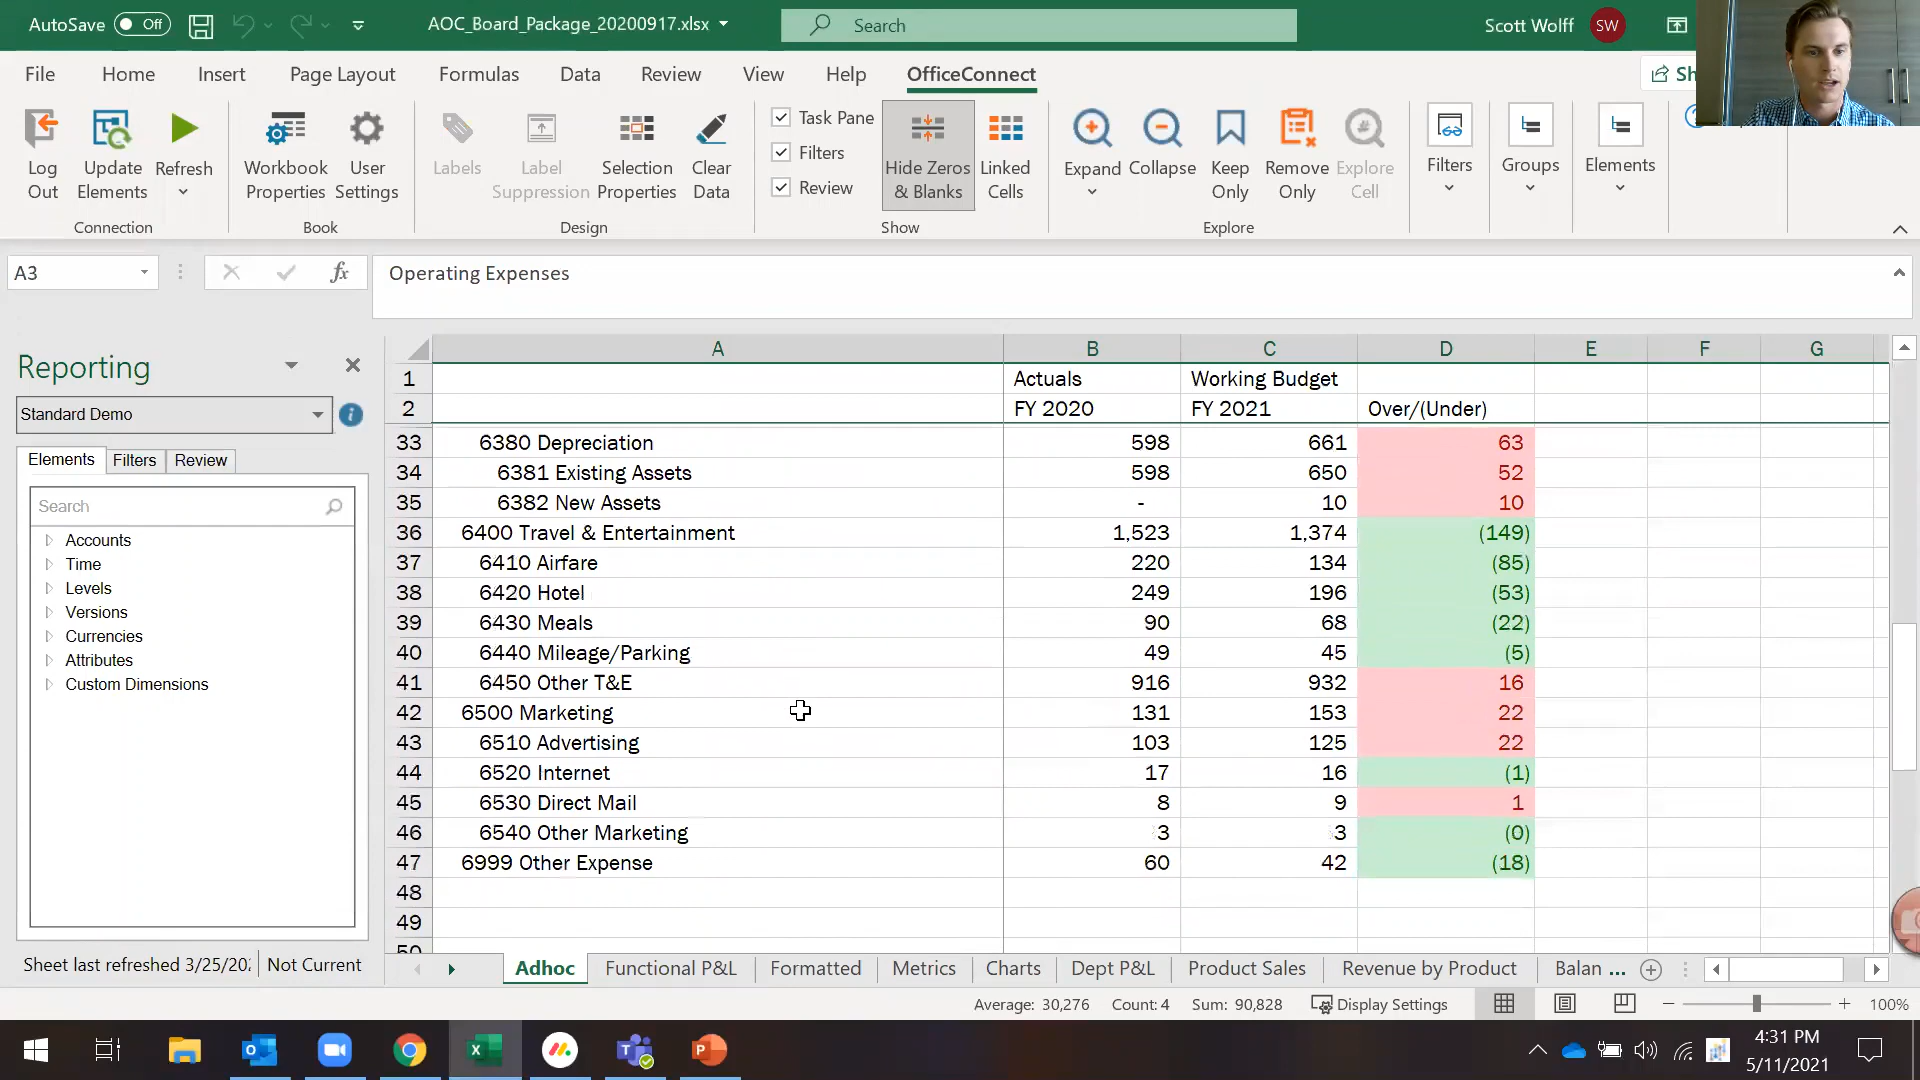 AutoSave Off AOC_Board_Package_20200917.xlsx Search Scott Wolff SW
File Home Insert Page Layout Formulas Data Review View Help OfficeConnect Sh
Log Out
Update Elements
Refresh
Connection
Workbook Properties
User Settings
Book
Labels
Label Suppression
Selection Properties
Clear Data
Design
Task Pane
Filters
Review
Hide Zeros & Blanks
Linked Cells
Show
Expand
Collapse
Keep Only
Remove Only
Explore Cell
Explore
Filters
Groups
Elements
A3 fx Operating Expenses
Reporting
Standard Demo
Elements Filters Review
Search
Accounts
Time
Levels
Versions
Currencies
Attributes
Custom Dimensions
Sheet last refreshed 3/25/202 Not Current
A B C D E F G
1 Actuals Working Budget
2 FY 2020 FY 2021 Over/(Under)
33 6380 Depreciation 598 661 63
34 6381 Existing Assets 598 650 52
35 6382 New Assets - 10 10
36 6400 Travel & Entertainment 1,523 1,374 (149)
37 6410 Airfare 220 134 (85)
38 6420 Hotel 249 196 (53)
39 6430 Meals 90 68 (22)
40 6440 Mileage/Parking 49 45 (5)
41 6450 Other T&E 916 932 16
42 6500 Marketing 131 153 22
43 6510 Advertising 103 125 22
44 6520 Internet 17 16 (1)
45 6530 Direct Mail 8 9 1
46 6540 Other Marketing 3 3 (0)
47 6999 Other Expense 60 42 (18)
48
49
50
Adhoc Functional P&L Formatted Metrics Charts Dept P&L Product Sales Revenue by Product Balan ...
Average: 30,276 Count: 4 Sum: 90,828 Display Settings 100%
4:31 PM
5/11/2021